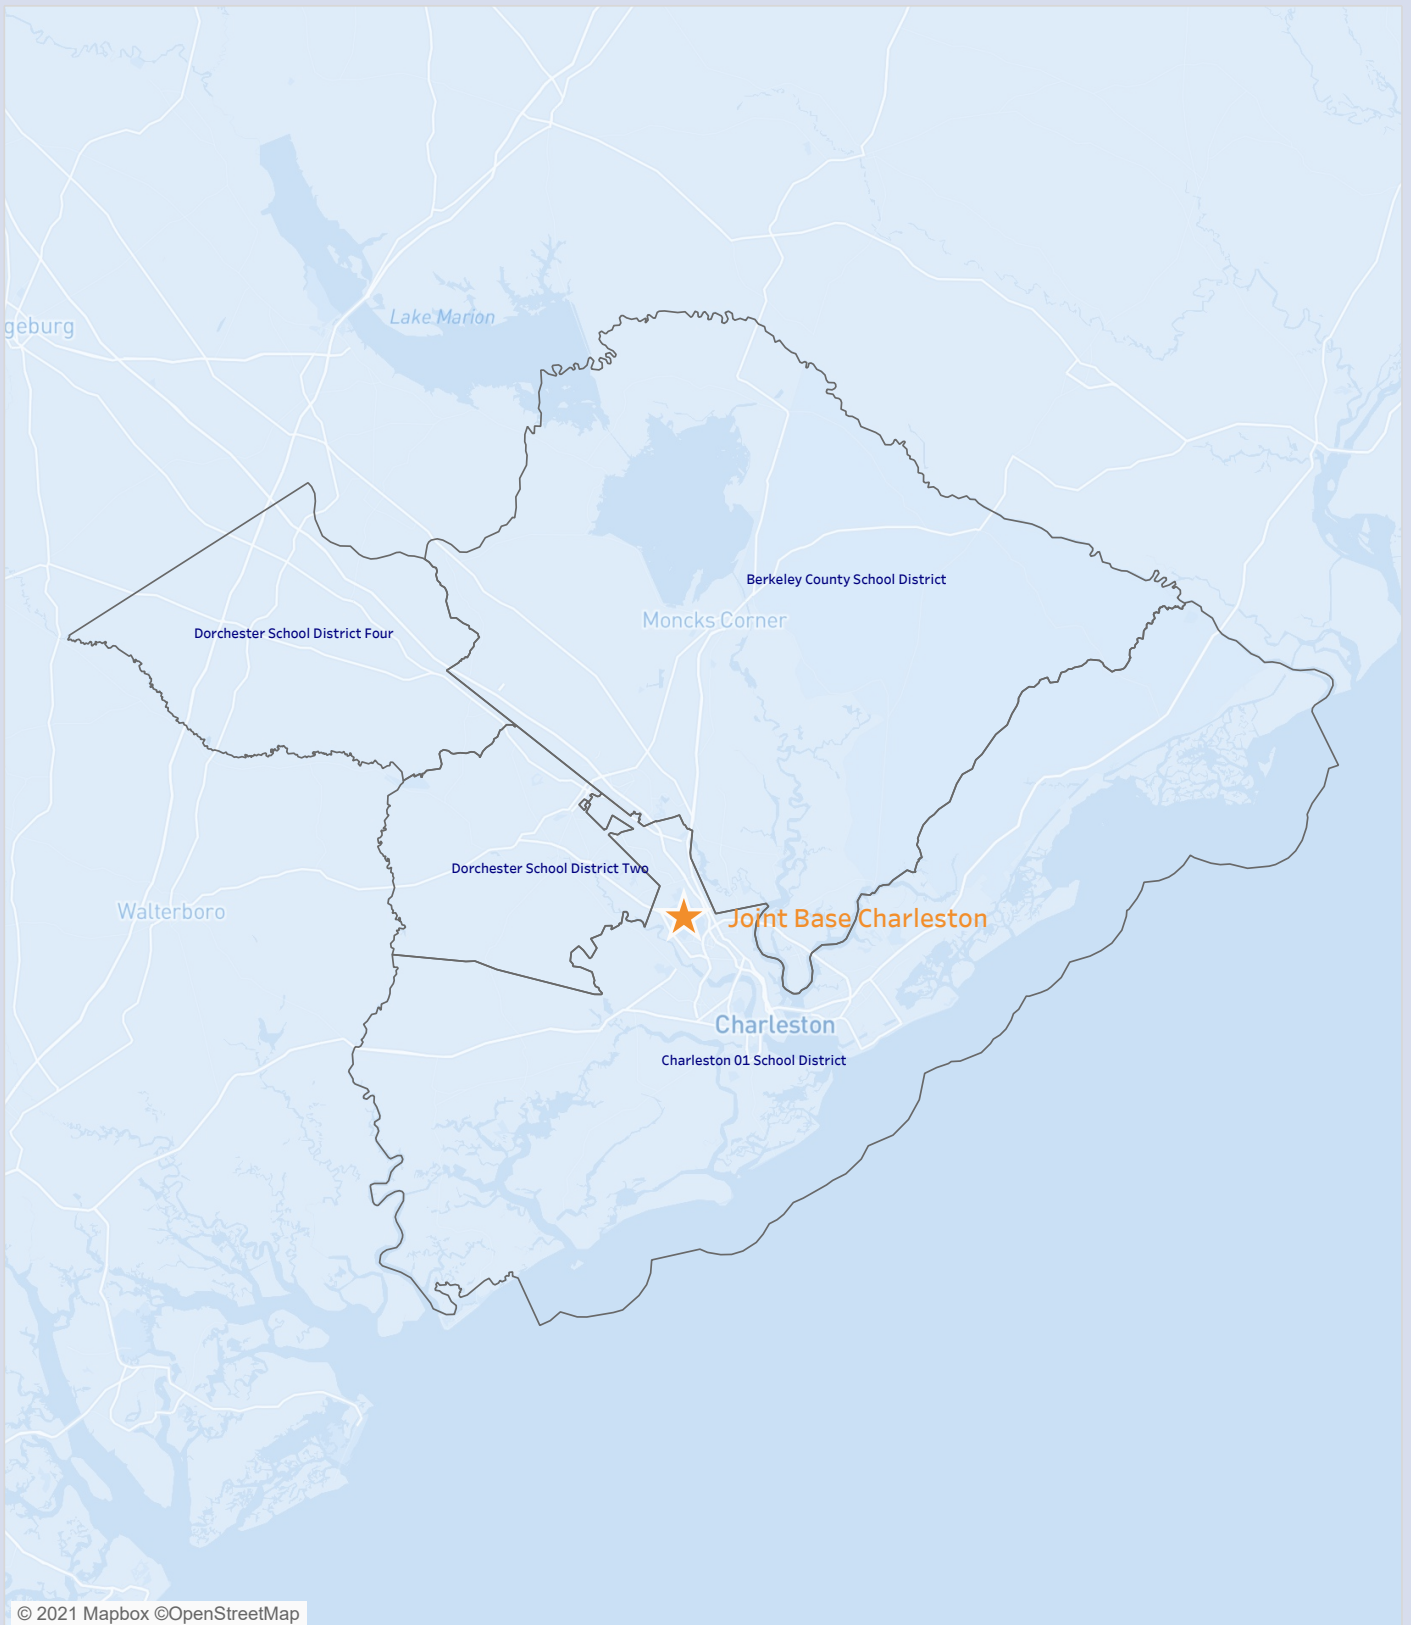 Lake Marion
geburg
Berkeley County School District
Moncks Corner
Dorchester School District Four
Dorchester School District Two
Walterboro
Joint Base Charleston
Charleston
Charleston 01 School District
© 2021 Mapbox ©OpenStreetMap